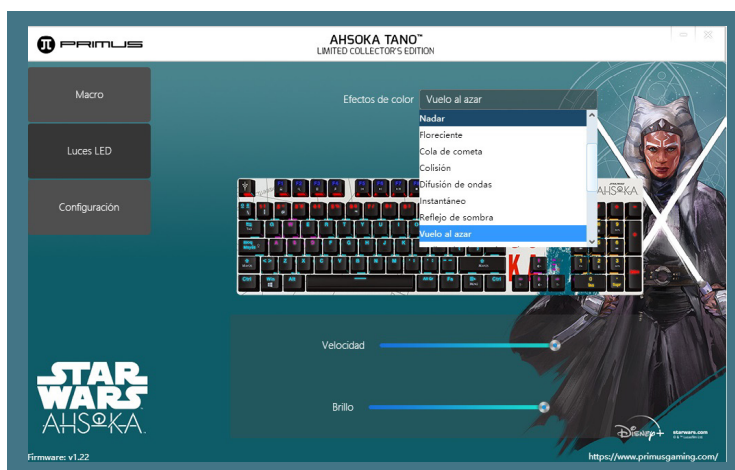 PRIMUS
AHSOKA TANO™
LIMITED COLLECTOR'S EDITION
Macro
Luces LED
Configuración
Efectos de color
Vuelo al azar
Nadar
Floreciente
Cola de cometa
Colisión
Difusión de ondas
Instantáneo
Reflejo de sombra
Vuelo al azar
AHSOKA
Velocidad
Brillo
STAR
WARS
AHSOKA
Disney+
starwars.com
Firmware: v1.22
https://www.primusgaming.com/